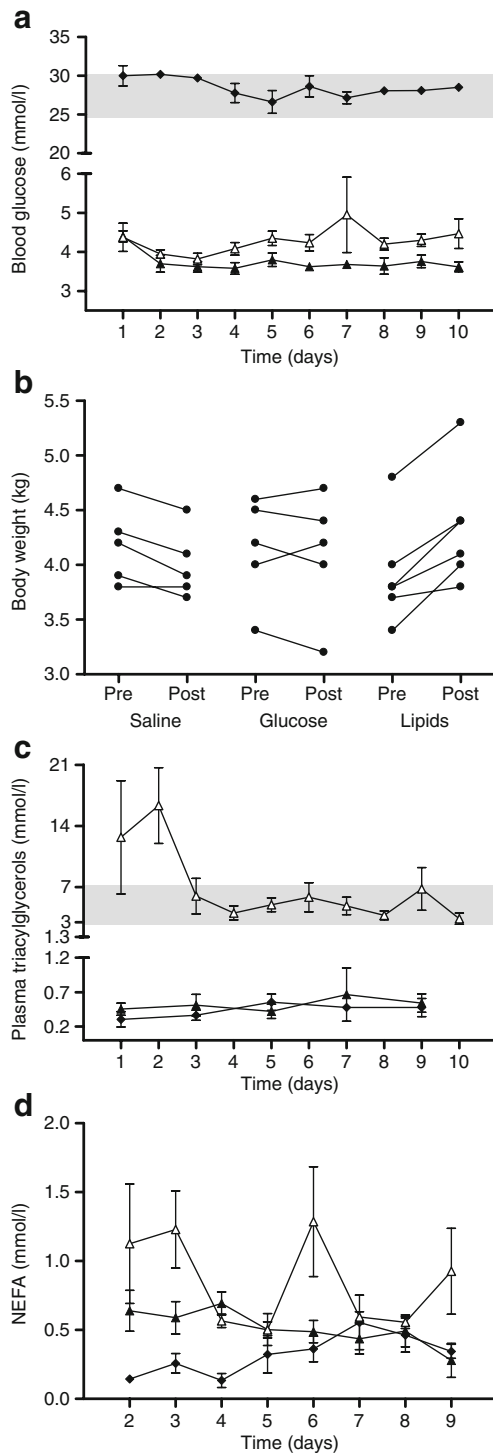 a
Blood glucose (mmol/l)
35
30
25
20
6
5
4
3
1 2 3 4 5 6 7 8 9 10
Time (days)
b
Body weight (kg)
5.5
5.0
4.5
4.0
3.5
3.0
Pre Post Pre Post Pre Post
Saline Glucose Lipids
c
Plasma triacylglycerols (mmol/l)
21
14
7
3
1.3
1.2
0.7
0.2
1 2 3 4 5 6 7 8 9 10
Time (days)
d
NEFA (mmol/l)
2.0
1.5
1.0
0.5
0.0
2 3 4 5 6 7 8 9
Time (days)